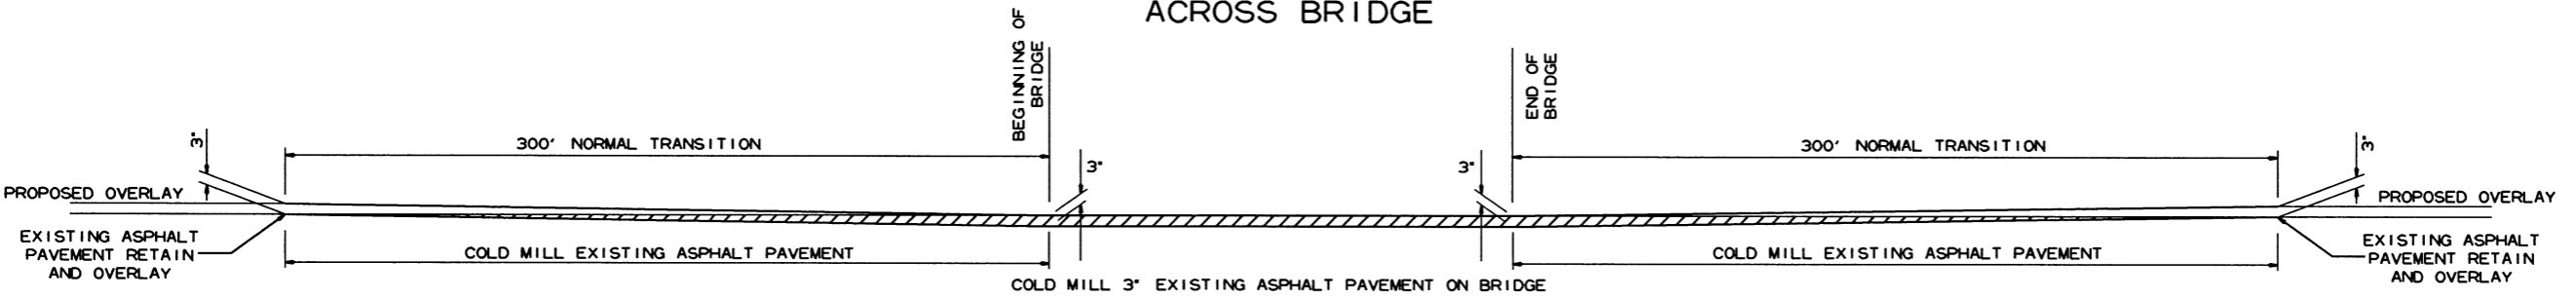 ACROSS BRIDGE
BEGINNING OF
BRIDGE
END OF
BRIDGE
3"
300' NORMAL TRANSITION
3"
3"
300' NORMAL TRANSITION
3"
PROPOSED OVERLAY
PROPOSED OVERLAY
EXISTING ASPHALT
PAVEMENT RETAIN
AND OVERLAY
COLD MILL EXISTING ASPHALT PAVEMENT
COLD MILL 3" EXISTING ASPHALT PAVEMENT ON BRIDGE
COLD MILL EXISTING ASPHALT PAVEMENT
EXISTING ASPHALT
PAVEMENT RETAIN
AND OVERLAY